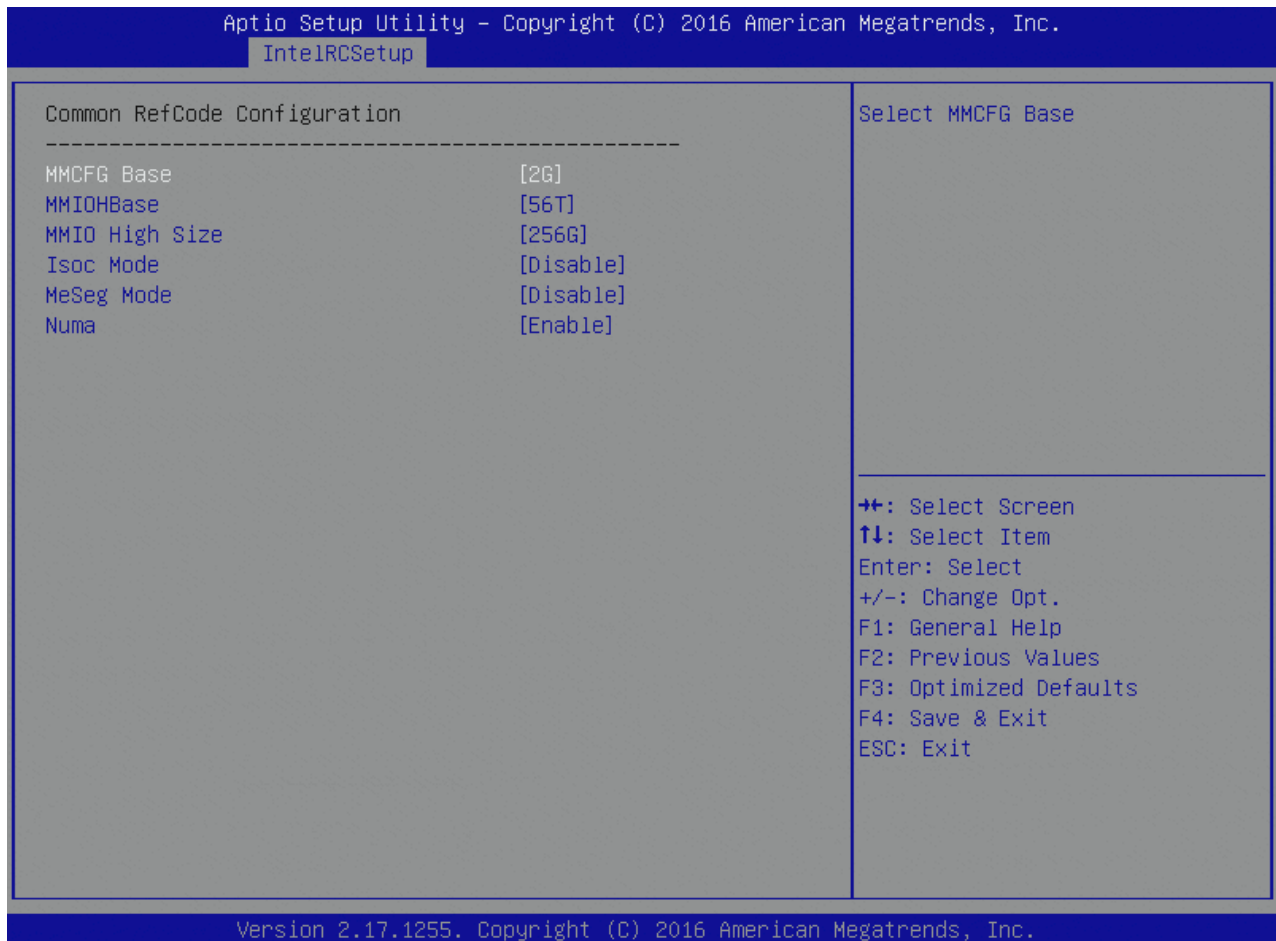 Aptio Setup Utility – Copyright (C) 2016 American Megatrends, Inc.
IntelRCSetup
Common RefCode Configuration
--------------------------------------------------
MMCFG Base [2G]
MMIOHBase [56T]
MMIO High Size [256G]
Isoc Mode [Disable]
MeSeg Mode [Disable]
Numa [Enable]
Select MMCFG Base
→←: Select Screen
↑↓: Select Item
Enter: Select
+/-: Change Opt.
F1: General Help
F2: Previous Values
F3: Optimized Defaults
F4: Save & Exit
ESC: Exit
Version 2.17.1255. Copyright (C) 2016 American Megatrends, Inc.